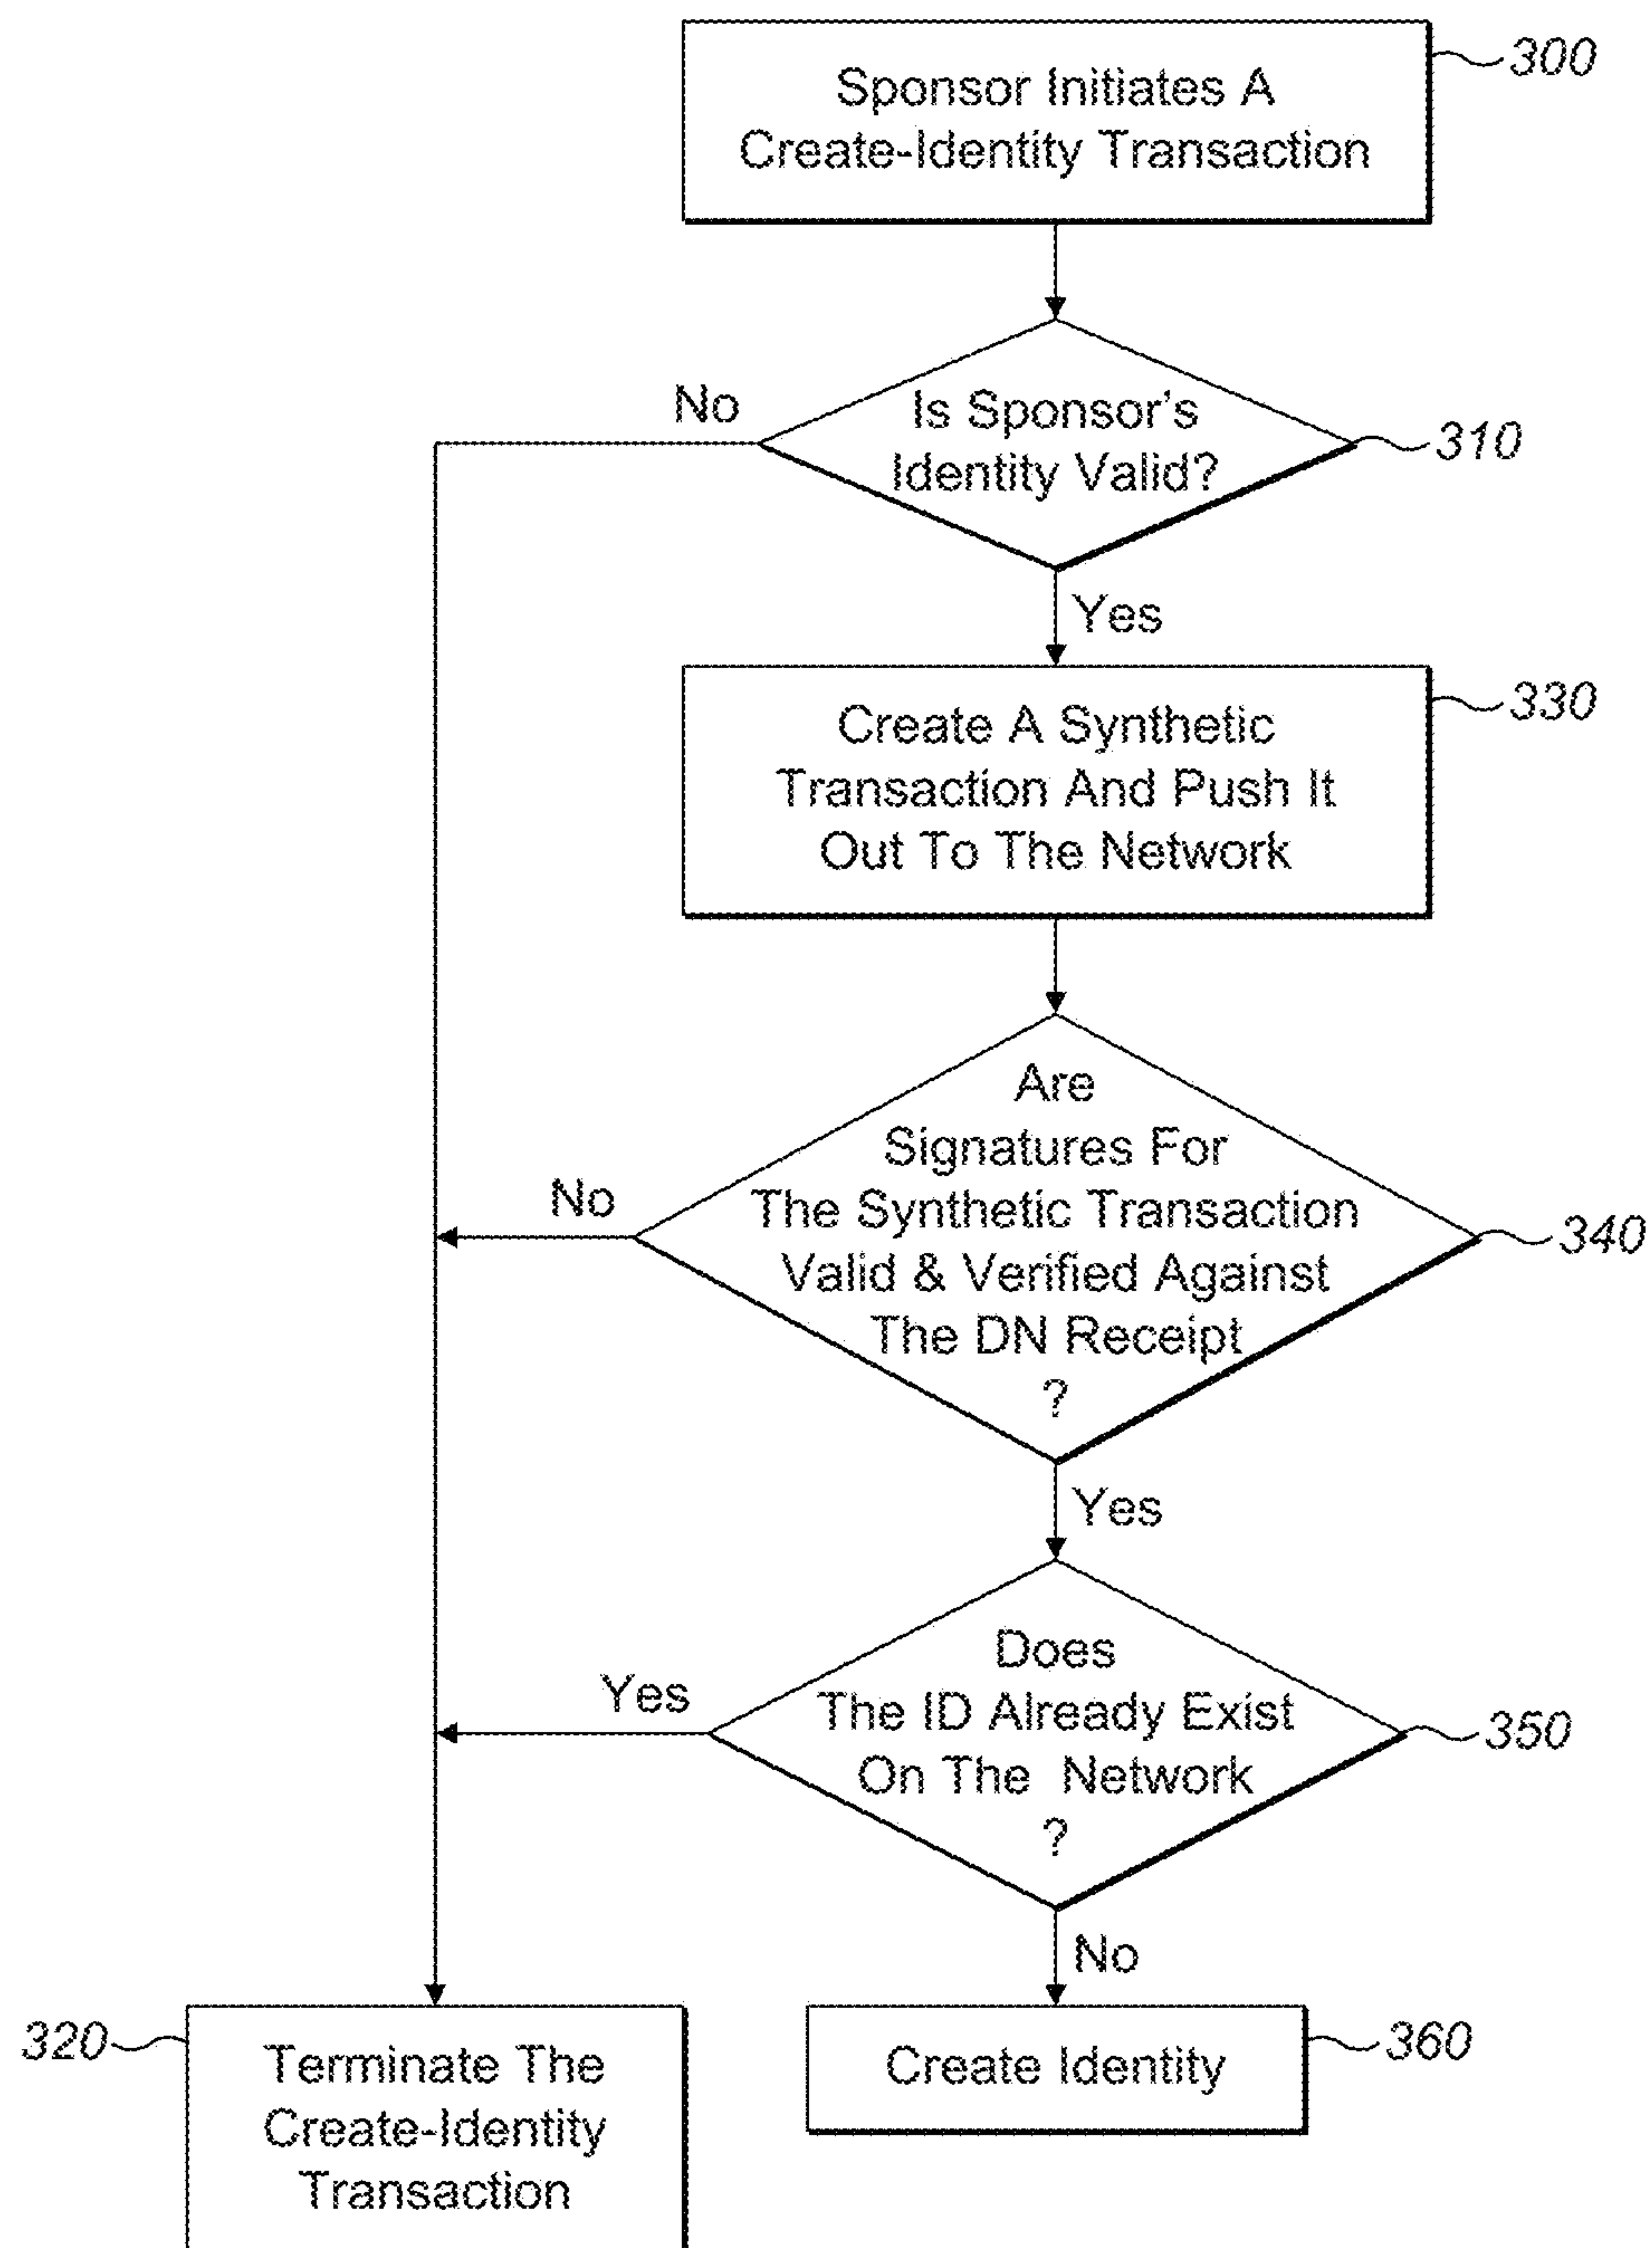 Sponsor Initiates A
Create-Identity Transaction
300
No
Is Sponsor's
Identity Valid?
310
Yes
Create A Synthetic
Transaction And Push It
Out To The Network
330
Are
Signatures For
The Synthetic Transaction
Valid & Verified Against
The DN Receipt
?
340
No
Yes
Does
The ID Already Exist
On The Network
?
350
Yes
No
320
Terminate The
Create-Identity
Transaction
Create Identity
360